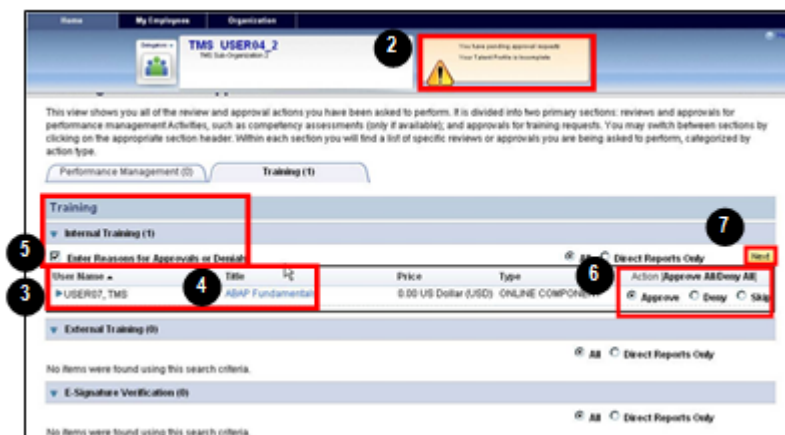 Home My Employees Organization
TMS USER04_2
TMS Sub Organization 2
2
You have pending approval requests
Your Talent Profile is Incomplete
This view shows you all of the review and approval actions you have been asked to perform. It is divided into two primary sections: reviews and approvals for
performance management Activities, such as competency assessments (only if available); and approvals for training requests. You may switch between sections by
clicking on the appropriate section header. Within each section you will find a list of specific reviews or approvals you are being asked to perform, categorized by
action type.
Performance Management (0) Training (1)
Training
7
Internal Training (1)
5 Enter Reasons for Approvals or Denials All Direct Reports Only Next
User Name Title Price Type 6 Action |Approve All|Deny All|
3 USER07, TMS 4 ABAP Fundamentals 0.00 US Dollar (USD) ONLINE COMPONENT Approve Deny Skip
External Training (0)
All Direct Reports Only
No items were found using this search criteria.
E-Signature Verification (0)
All Direct Reports Only
No items were found using this search criteria.